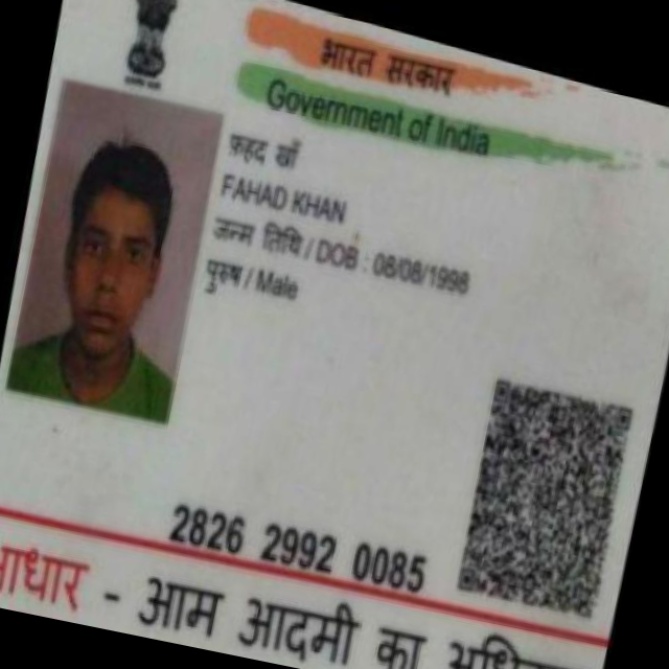 भारत सरकार
Government of India
फ़हद खाँ
FAHAD KHAN
जन्म तिथि / DOB : 08/08/1998
पुरुष / Male
2826 2992 0085
आधार - आम आदमी का